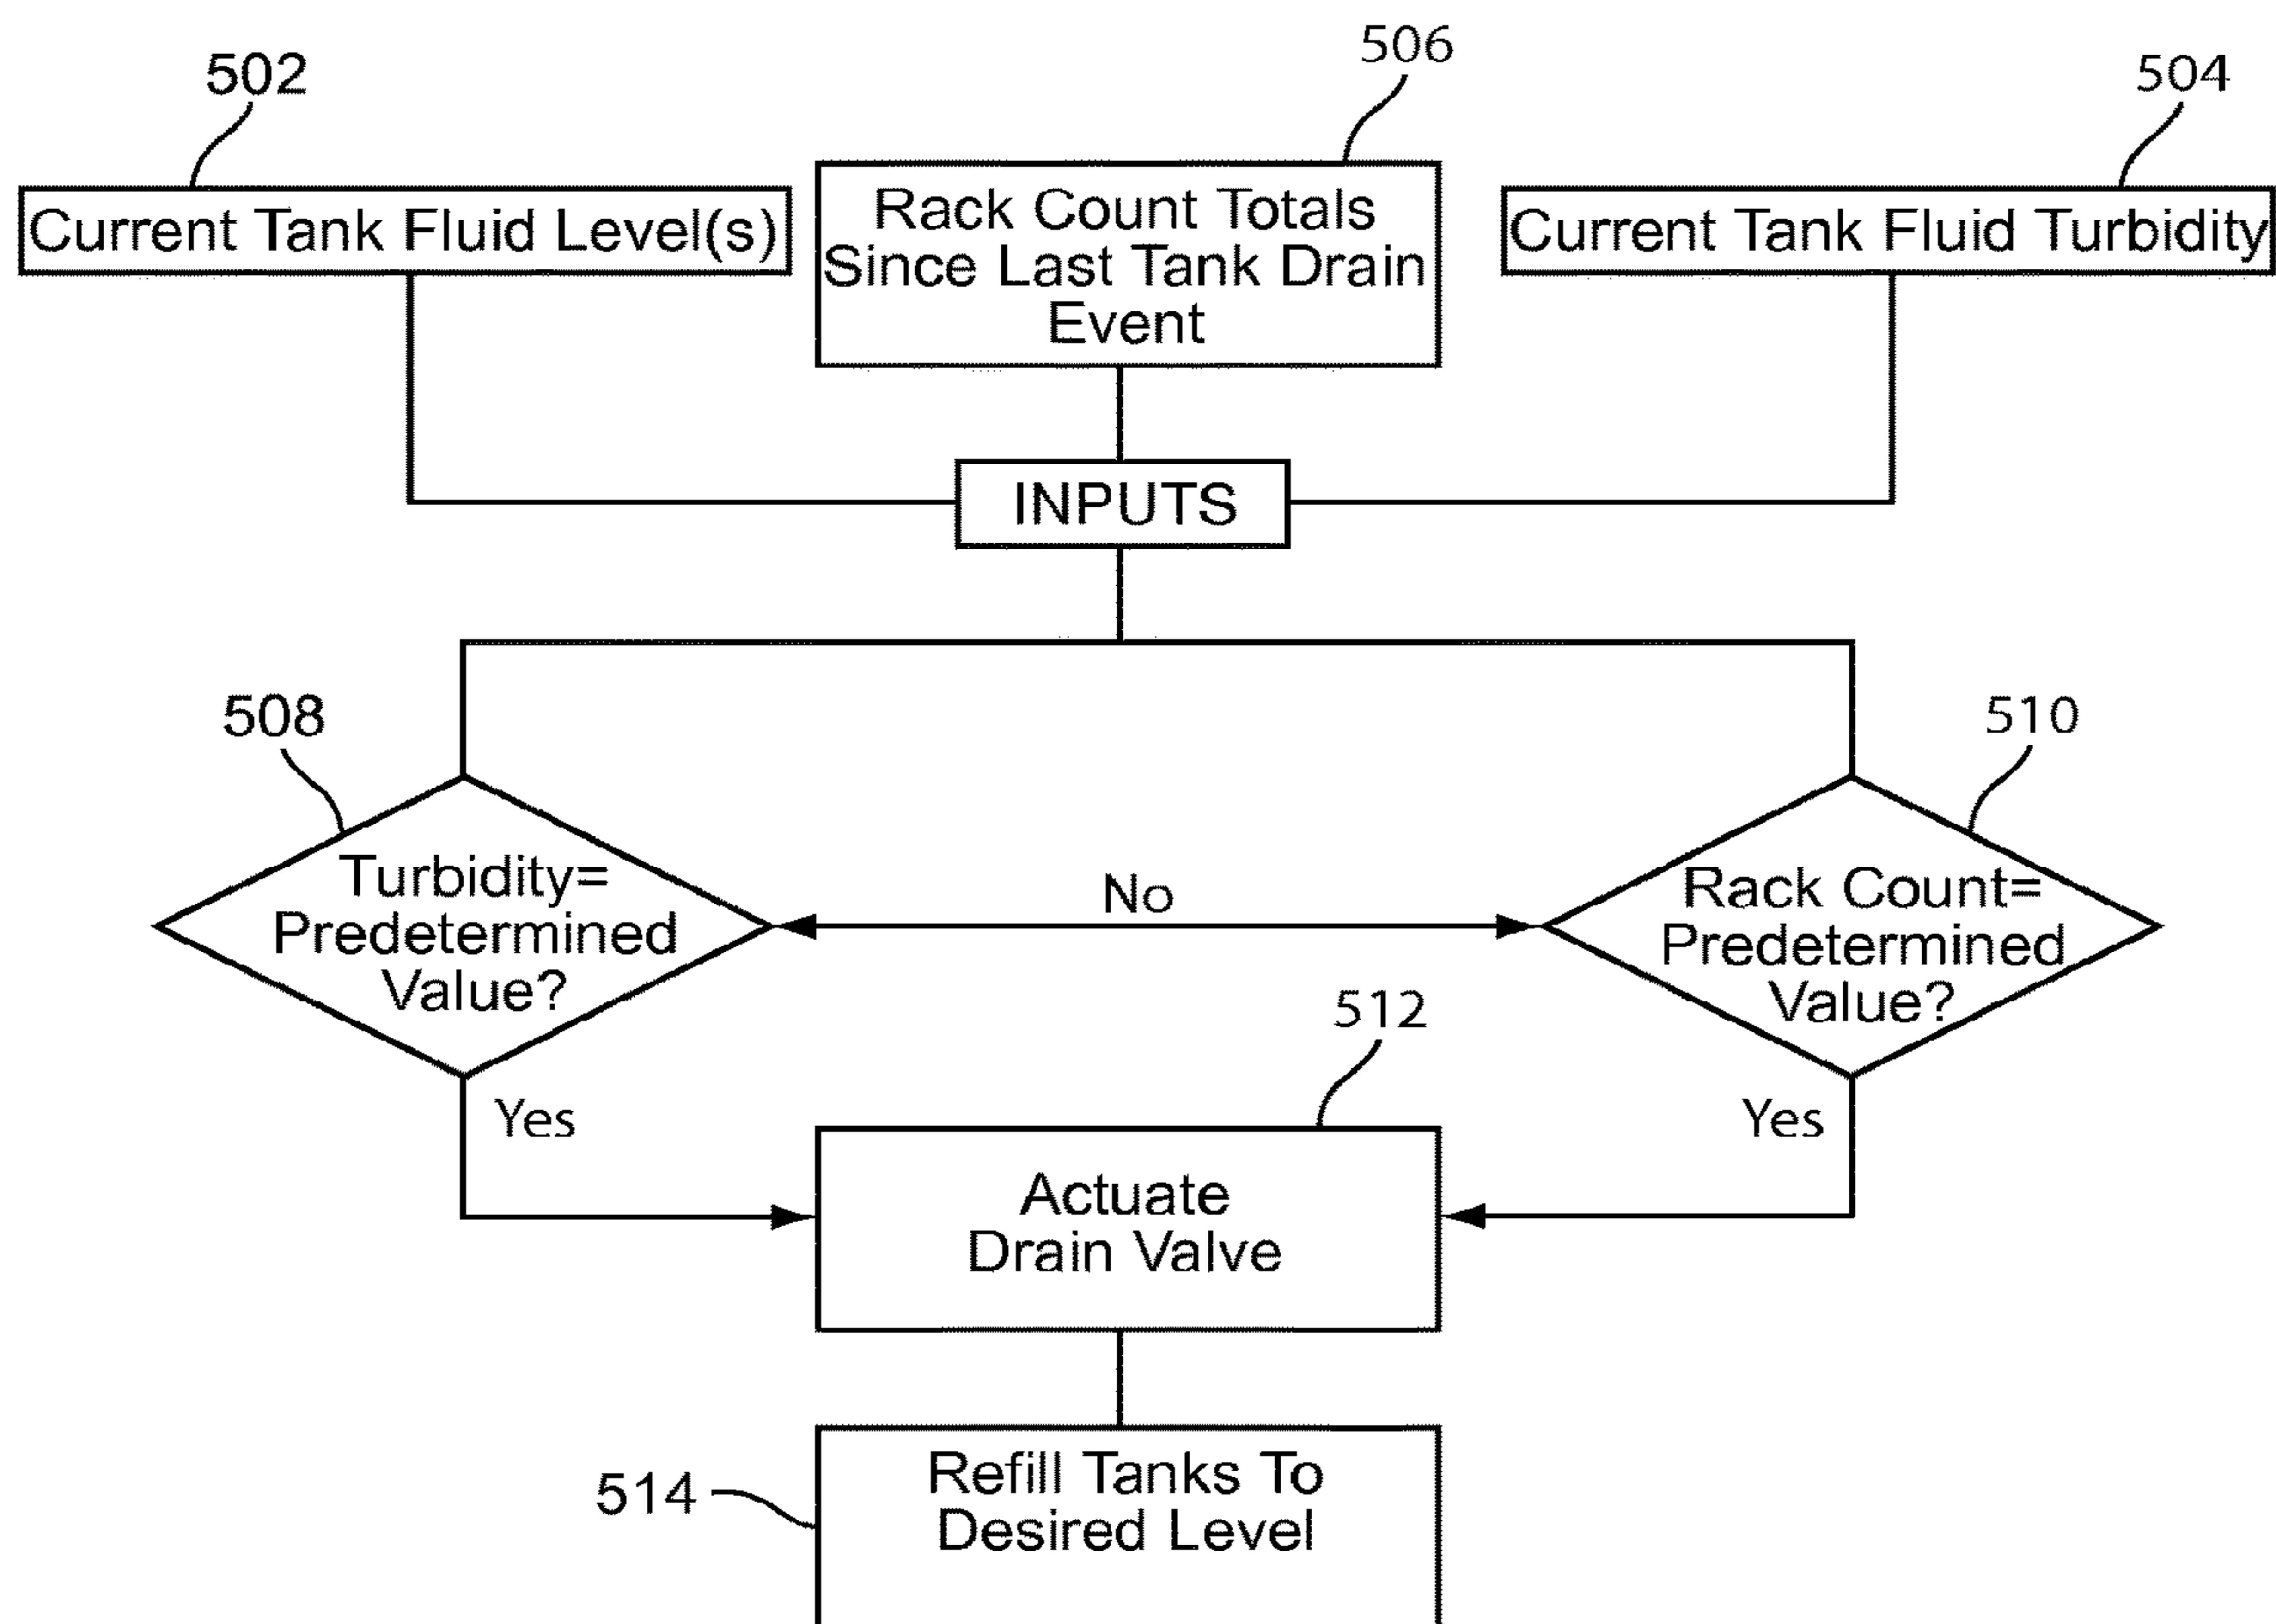 502
506
504
Current Tank Fluid Level(s)
Rack Count Totals
Since Last Tank Drain
Event
Current Tank Fluid Turbidity
INPUTS
508
510
Turbidity=
Predetermined
Value?
No
Rack Count=
Predetermined
Value?
512
Yes
Yes
Actuate
Drain Valve
514
Refill Tanks To
Desired Level